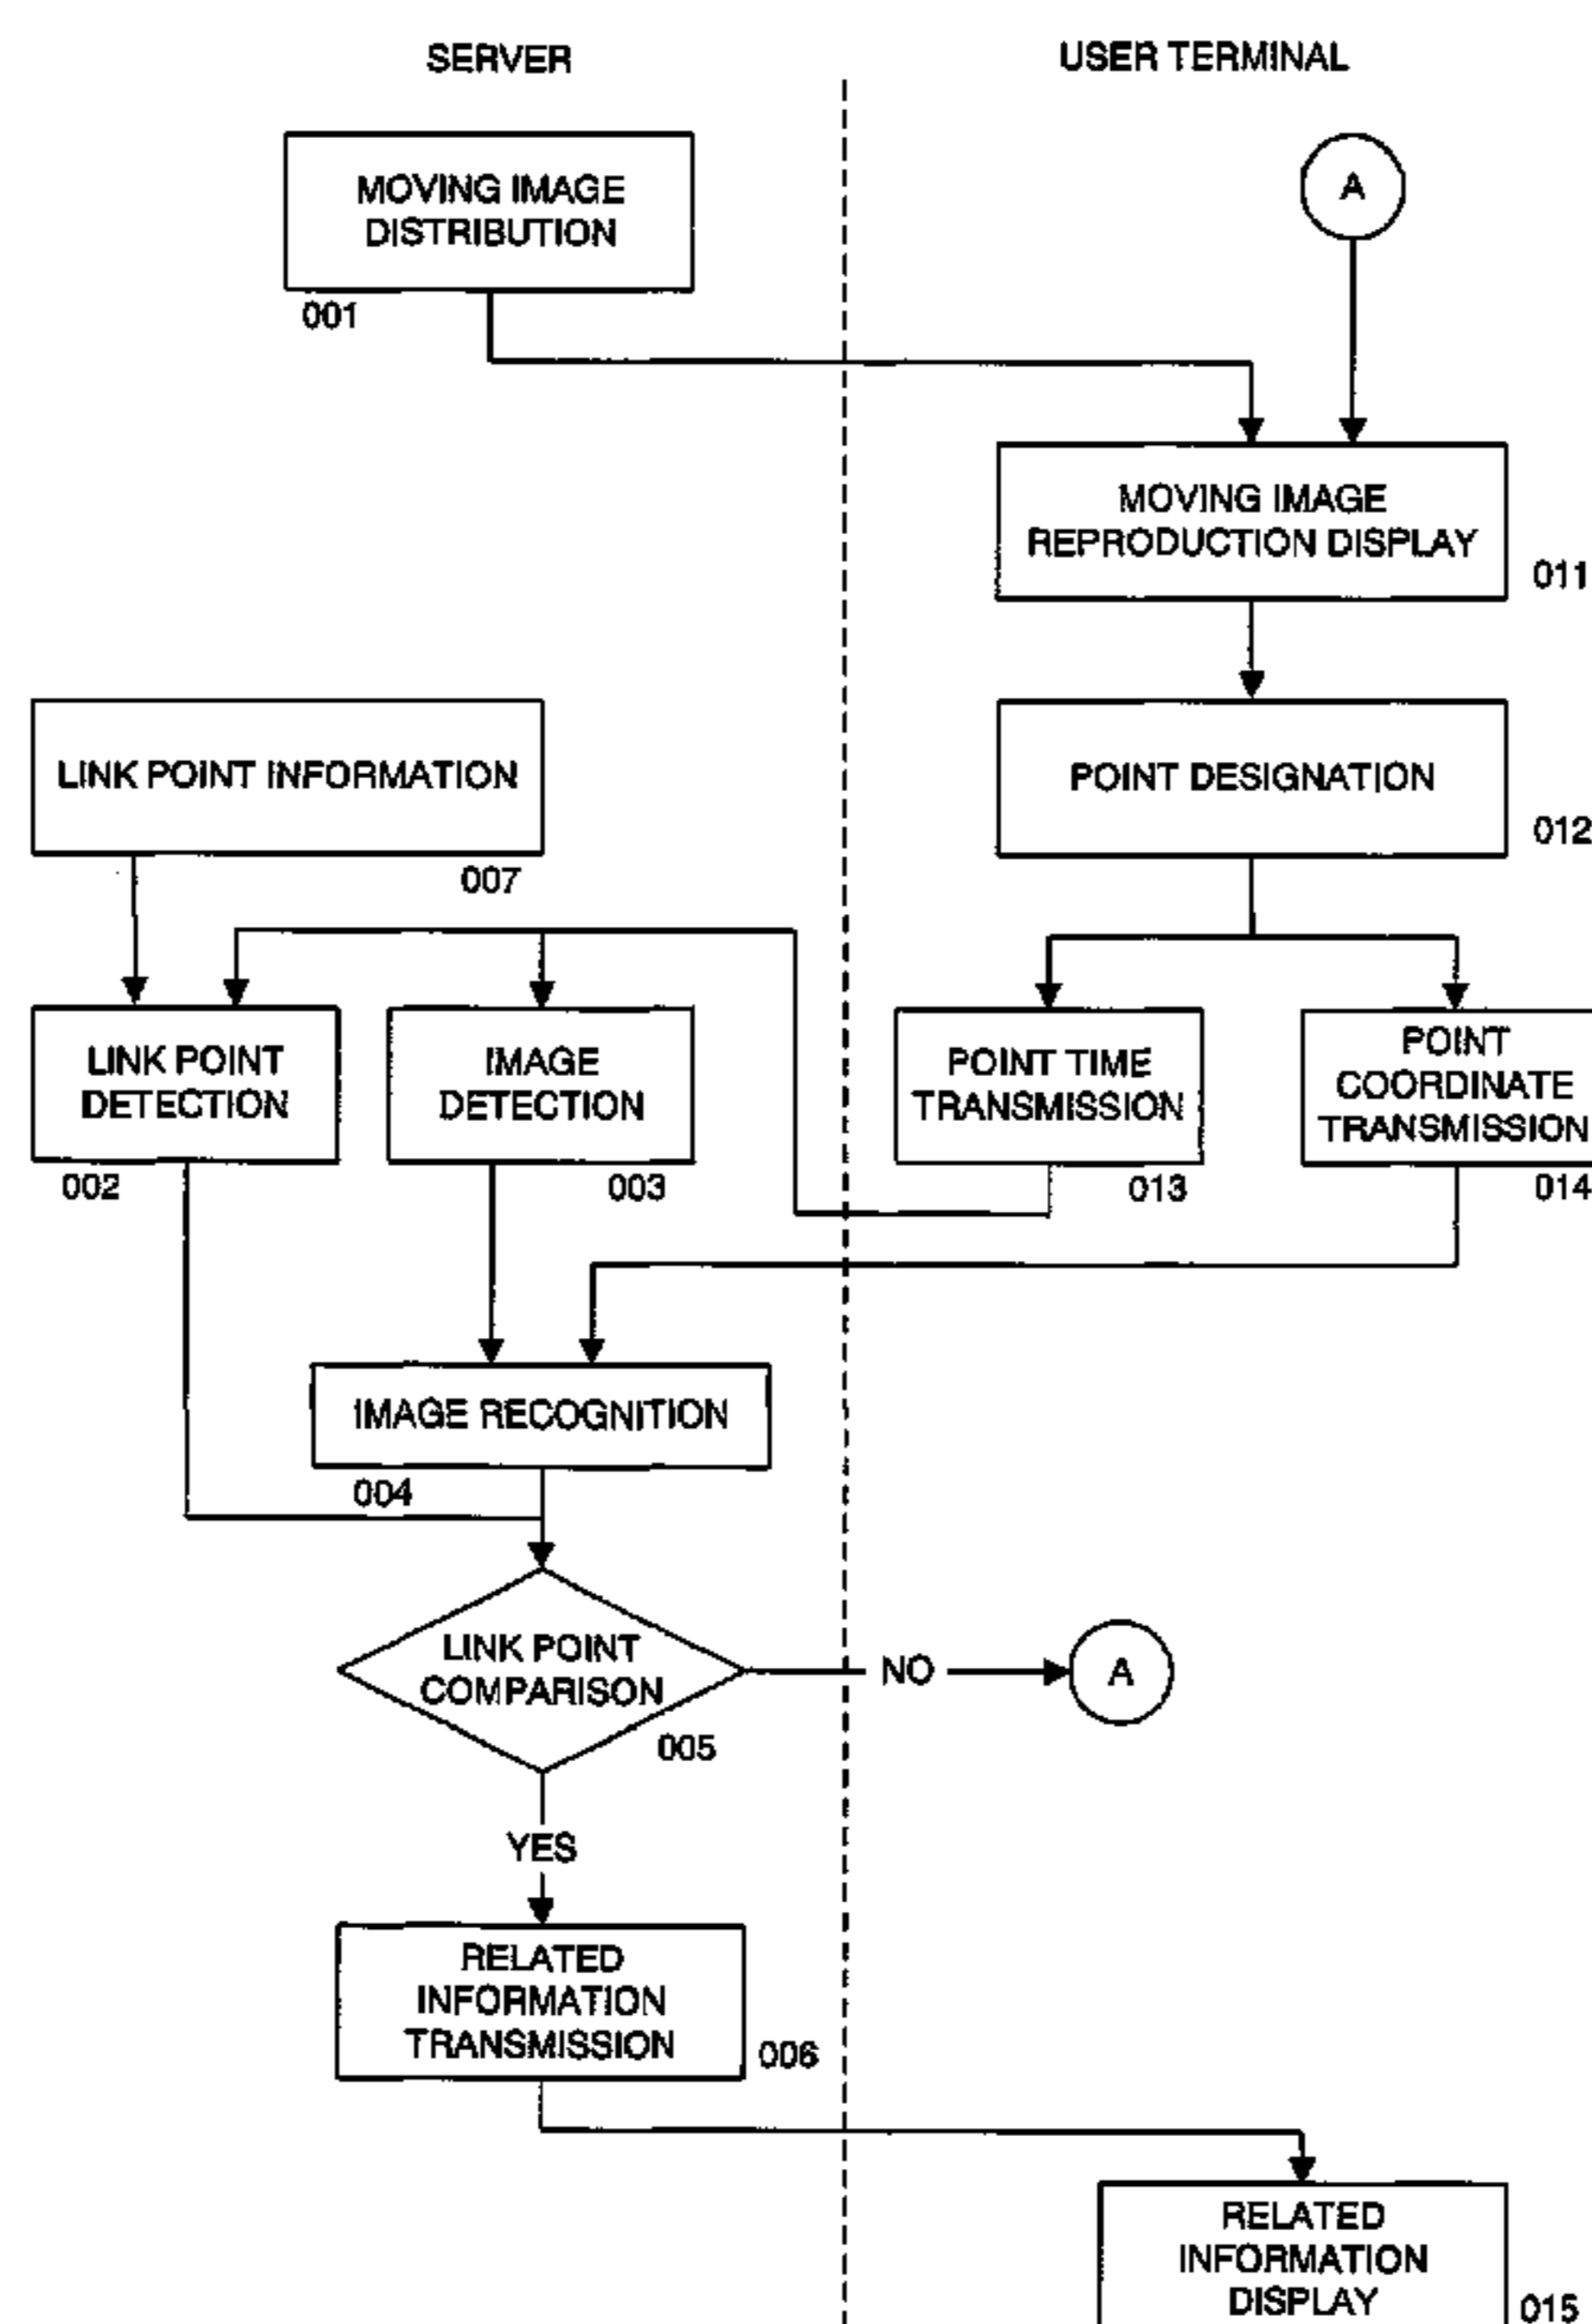 SERVER
USER TERMINAL
MOVING IMAGE
DISTRIBUTION
001
A
MOVING IMAGE
REPRODUCTION DISPLAY
011
LINK POINT INFORMATION
007
POINT DESIGNATION
012
LINK POINT
DETECTION
002
IMAGE
DETECTION
003
POINT TIME
TRANSMISSION
013
POINT
COORDINATE
TRANSMISSION
014
IMAGE RECOGNITION
004
LINK POINT
COMPARISON
005
NO
A
YES
RELATED
INFORMATION
TRANSMISSION
006
RELATED
INFORMATION
DISPLAY
015